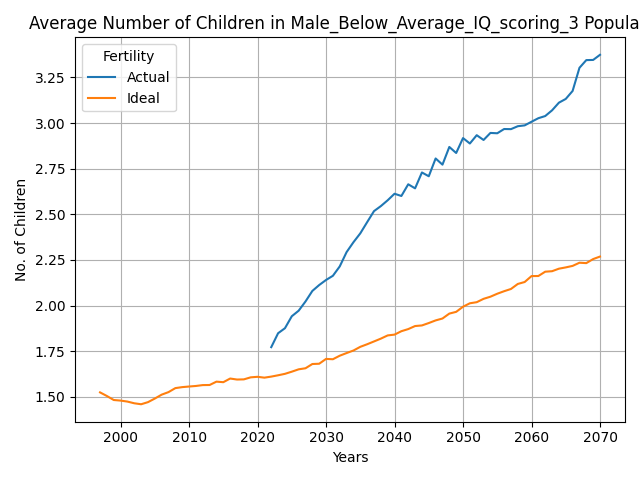 Average Number of Children in Male_Below_Average_IQ_scoring_3 Popula
Fertility
Actual
Ideal
No. of Children
3.25
3.00
2.75
2.50
2.25
2.00
1.75
1.50
2000 2010 2020 2030 2040 2050 2060 2070
Years